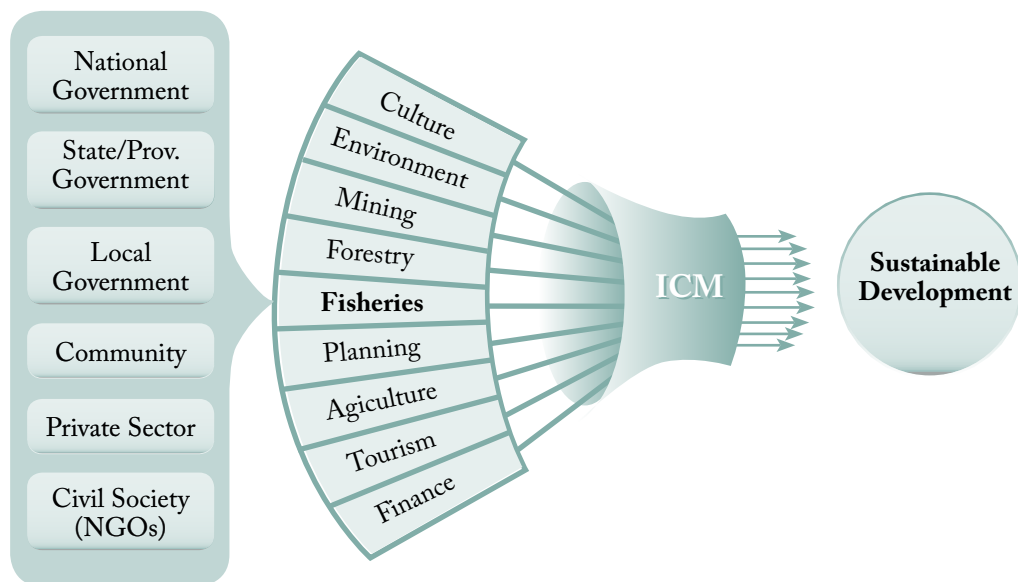 National
Government
State/Prov.
Government
Local
Government
Community
Private Sector
Civil Society
(NGOs)
Culture
Environment
Mining
Forestry
Fisheries
Planning
Agiculture
Tourism
Finance
ICM
Sustainable
Development